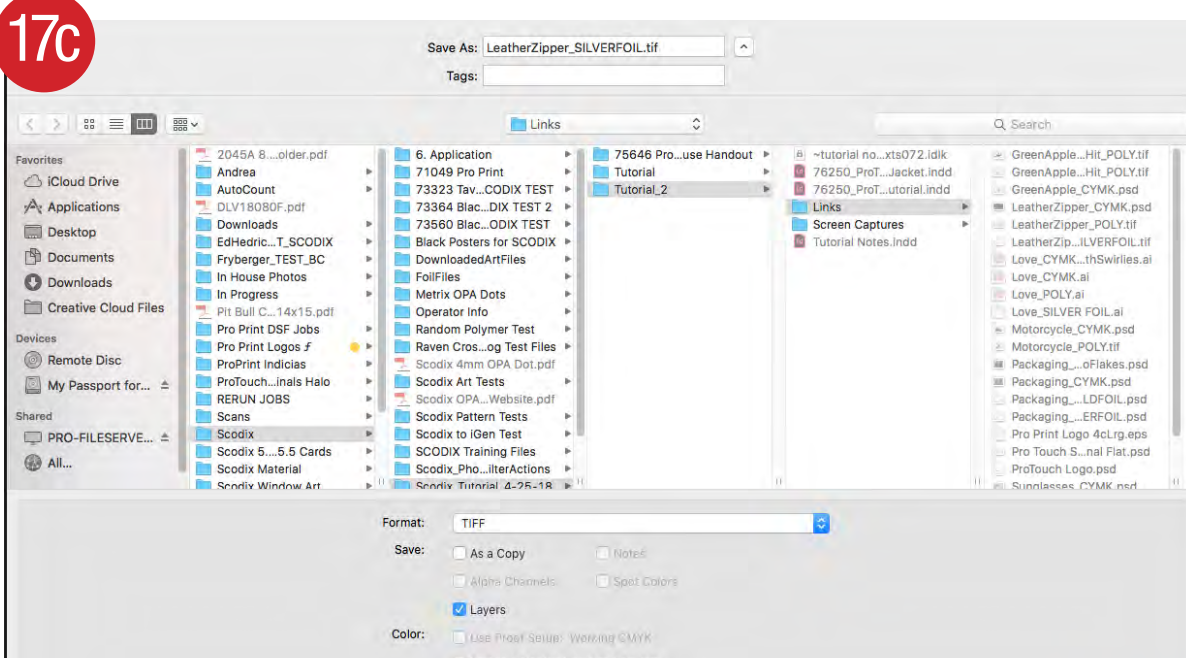 17c
Save As: LeatherZipper_SILVERFOIL.tif
Tags:
Links
Search
Favorites
iCloud Drive
Applications
Desktop
Documents
Downloads
Creative Cloud Files
Devices
Remote Disc
My Passport for...
Shared
PRO-FILESERVE...
All...
2045A 8....older.pdf
Andrea
AutoCount
DLV18080F.pdf
Downloads
EdHedric...T_SCODIX
Fryberger_TEST_BC
In House Photos
In Progress
Pit Bull C...14x15.pdf
Pro Print DSF Jobs
Pro Print Logos ƒ
ProPrint Indicias
ProTouch...inals Halo
RERUN JOBS
Scans
Scodix
Scodix 5....5.5 Cards
Scodix Material
Scodix Window Art
6. Application
71049 Pro Print
73323 Tav...CODIX TEST
73364 Blac...DIX TEST 2
73560 Blac...ODIX TEST
Black Posters for SCODIX
DownloadedArtFiles
FoilFiles
Metrix OPA Dots
Operator Info
Random Polymer Test
Raven Cros...og Test Files
Scodix 4mm OPA Dot.pdf
Scodix Art Tests
Scodix OPA...Website.pdf
Scodix Pattern Tests
Scodix to iGen Test
SCODIX Training Files
Scodix_Pho...ilterActions
Scodix_Tutorial_4-25-18
75646 Pro...use Handout
Tutorial
Tutorial_2
~tutorial no...xts072.idlk
76250_ProT...Jacket.indd
76250_ProT...utorial.indd
Links
Screen Captures
Tutorial Notes.indd
GreenApple...Hit_POLY.tif
GreenApple...Hit_POLY.tif
GreenApple_CYMK.psd
LeatherZipper_CYMK.psd
LeatherZipper_POLY.tif
LeatherZip...ILVERFOIL.tif
Love_CYMK...thSwirlies.ai
Love_CYMK.ai
Love_POLY.ai
Love_SILVER FOIL.ai
Motorcycle_CYMK.psd
Motorcycle_POLY.tif
Packaging_...oFlakes.psd
Packaging_CYMK.psd
Packaging_...LDFOIL.psd
Packaging_...ERFOIL.psd
Pro Print Logo 4cLrg.eps
Pro Touch S...nal Flat.psd
ProTouch Logo.psd
Sunglasses_CYMK.psd
Format: TIFF
Save: As a Copy Notes
Alpha Channels Spot Colors
Layers
Color: Use Proof Setup: Working CMYK